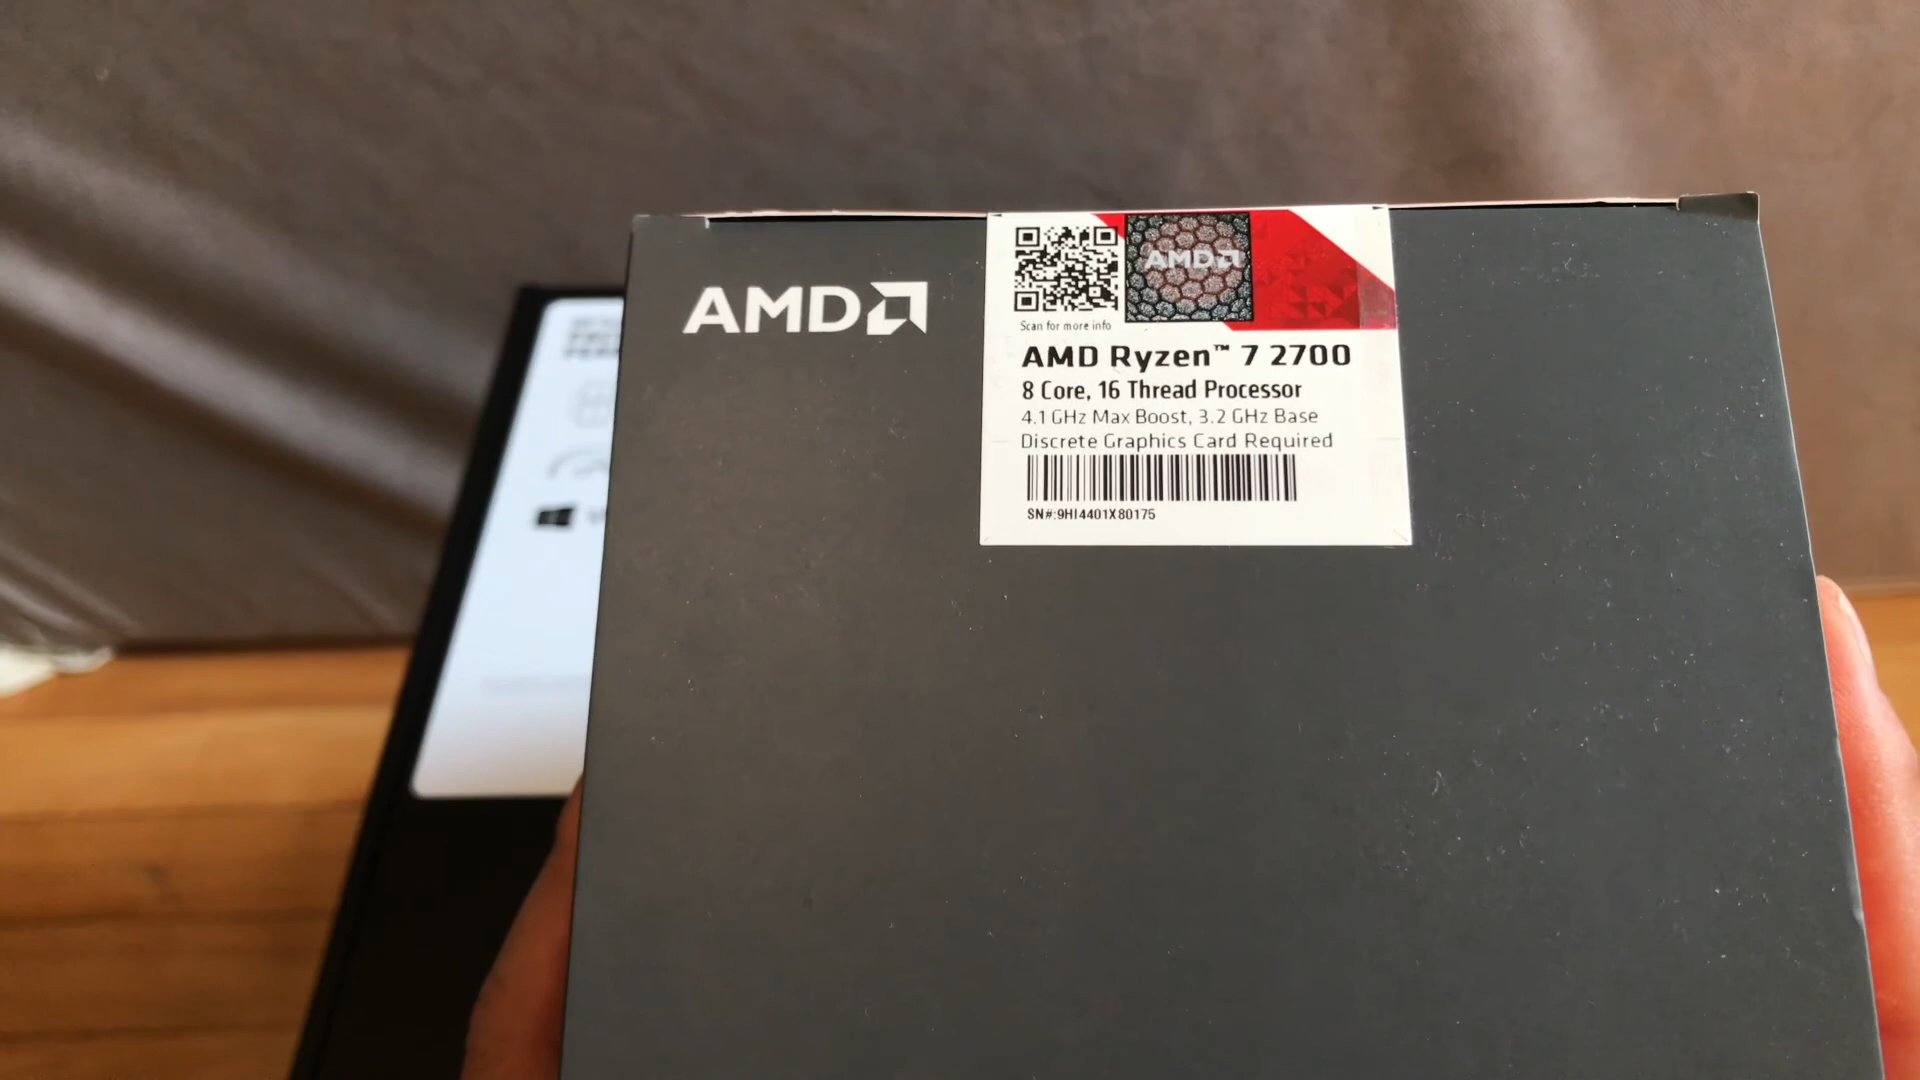 AMD
AMD
Scan for more info
AMD Ryzen™ 7 2700
8 Core, 16 Thread Processor
4.1 GHz Max Boost, 3.2 GHz Base
Discrete Graphics Card Required
SN#:9HI4401X80175